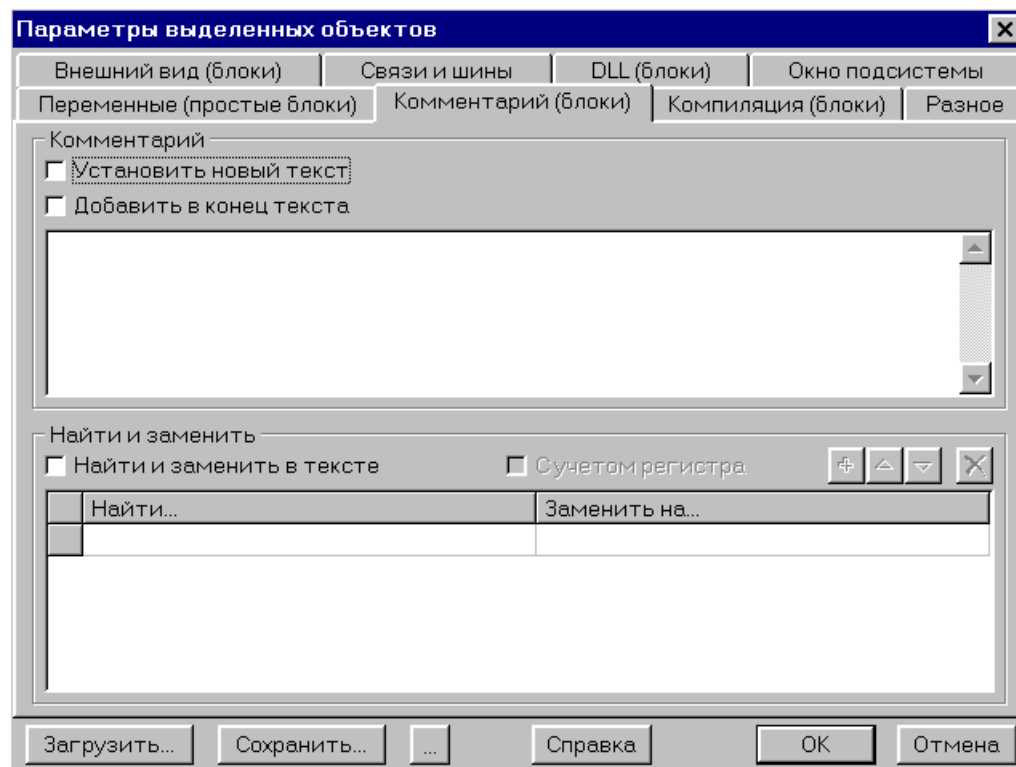 Параметры выделенных объектов
Внешний вид (блоки) Связи и шины DLL (блоки) Окно подсистемы
Переменные (простые блоки) Комментарий (блоки) Компиляция (блоки) Разное
Комментарий
Установить новый текст
Добавить в конец текста
Найти и заменить
Найти и заменить в тексте С учетом регистра
Найти... Заменить на...
Загрузить... Сохранить... ... Справка OK Отмена